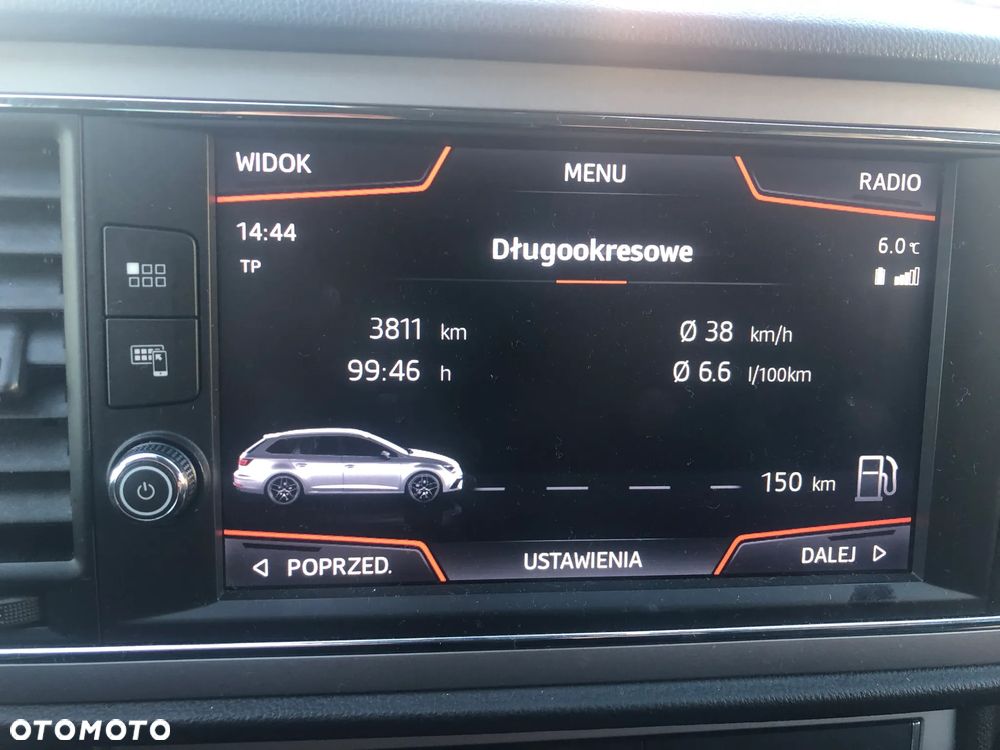 WIDOK MENU RADIO
14:44 Długookresowe 6.0 °C
TP
3811 km Ø 38 km/h
99:46 h Ø 6.6 l/100km
150 km
POPRZED. USTAWIENIA DALEJ
OTOMOTO